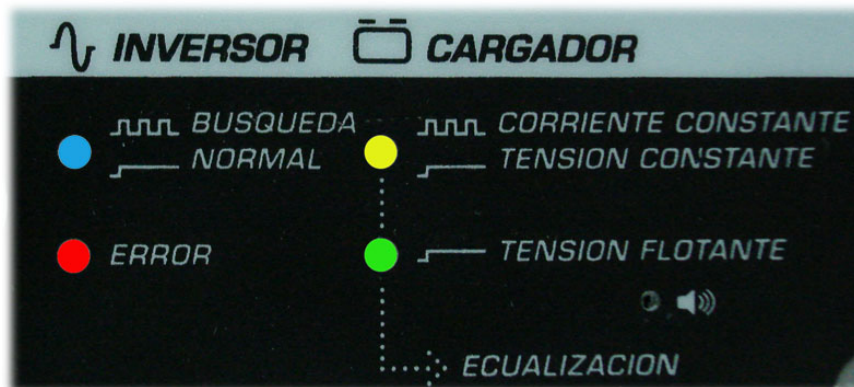 INVERSOR CARGADOR
BUSQUEDA CORRIENTE CONSTANTE
NORMAL TENSION CONSTANTE
ERROR TENSION FLOTANTE
ECUALIZACION